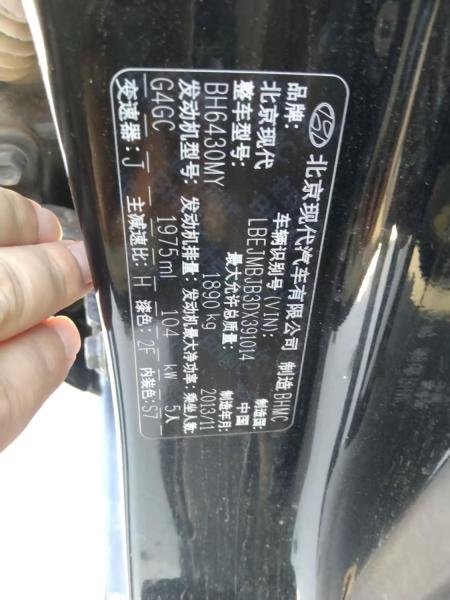 北京现代汽车有限公司 制造 BHMC
品牌: 车辆识别号(VIN): 制造国:
北京现代 LBETMBJB3DX391014 中国
整车型号: 最大允许总质量: 制造年月:
BH6430MY 1890kg 2013/11
发动机型号: 发动机排量: 发动机最大净功率: 乘坐人数:
G4GC 1975ml 104 kW 5人
变速器: J 主减速比: H 漆色: 2F 内装色: S7